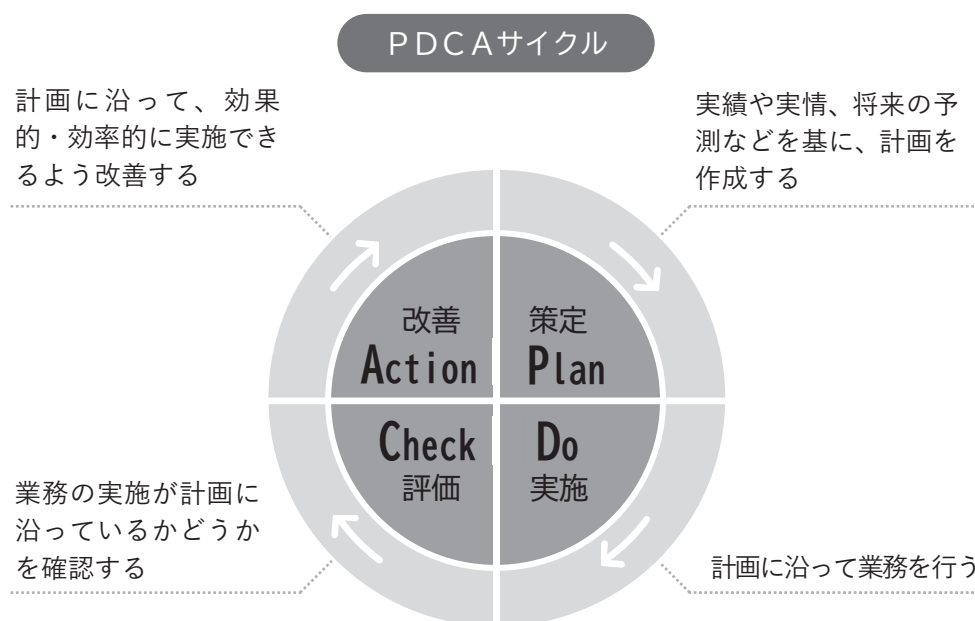 PDCAサイクル
計画に沿って、効果
的・効率的に実施でき
るよう改善する
実績や実情、将来の予
測などを基に、計画を
作成する
改善
Action
策定
Plan
Check
評価
Do
実施
業務の実施が計画に
沿っているかどうか
を確認する
計画に沿って業務を行う